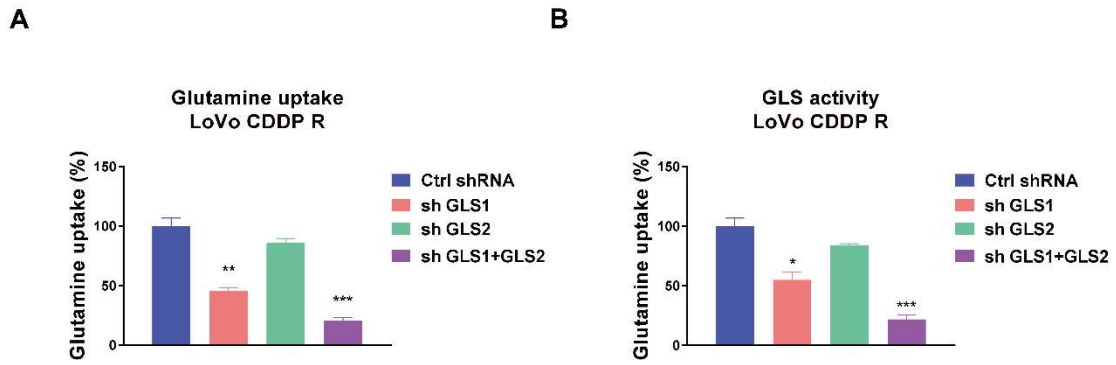 A
Glutamine uptake
LoVo CDDP R
Glutamine uptake (%)
150
100
50
0
**
***
Ctrl shRNA
sh GLS1
sh GLS2
sh GLS1+GLS2
B
GLS activity
LoVo CDDP R
Glutamine uptake (%)
150
100
50
0
*
***
Ctrl shRNA
sh GLS1
sh GLS2
sh GLS1+GLS2